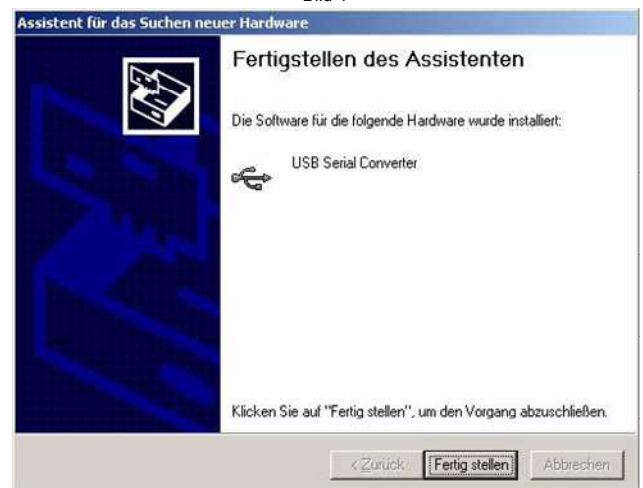 Assistent für das Suchen neuer Hardware
Fertigstellen des Assistenten
Die Software für die folgende Hardware wurde installiert:
USB Serial Converter
Klicken Sie auf "Fertig stellen", um den Vorgang abzuschließen.
< Zurück Fertig stellen Abbrechen